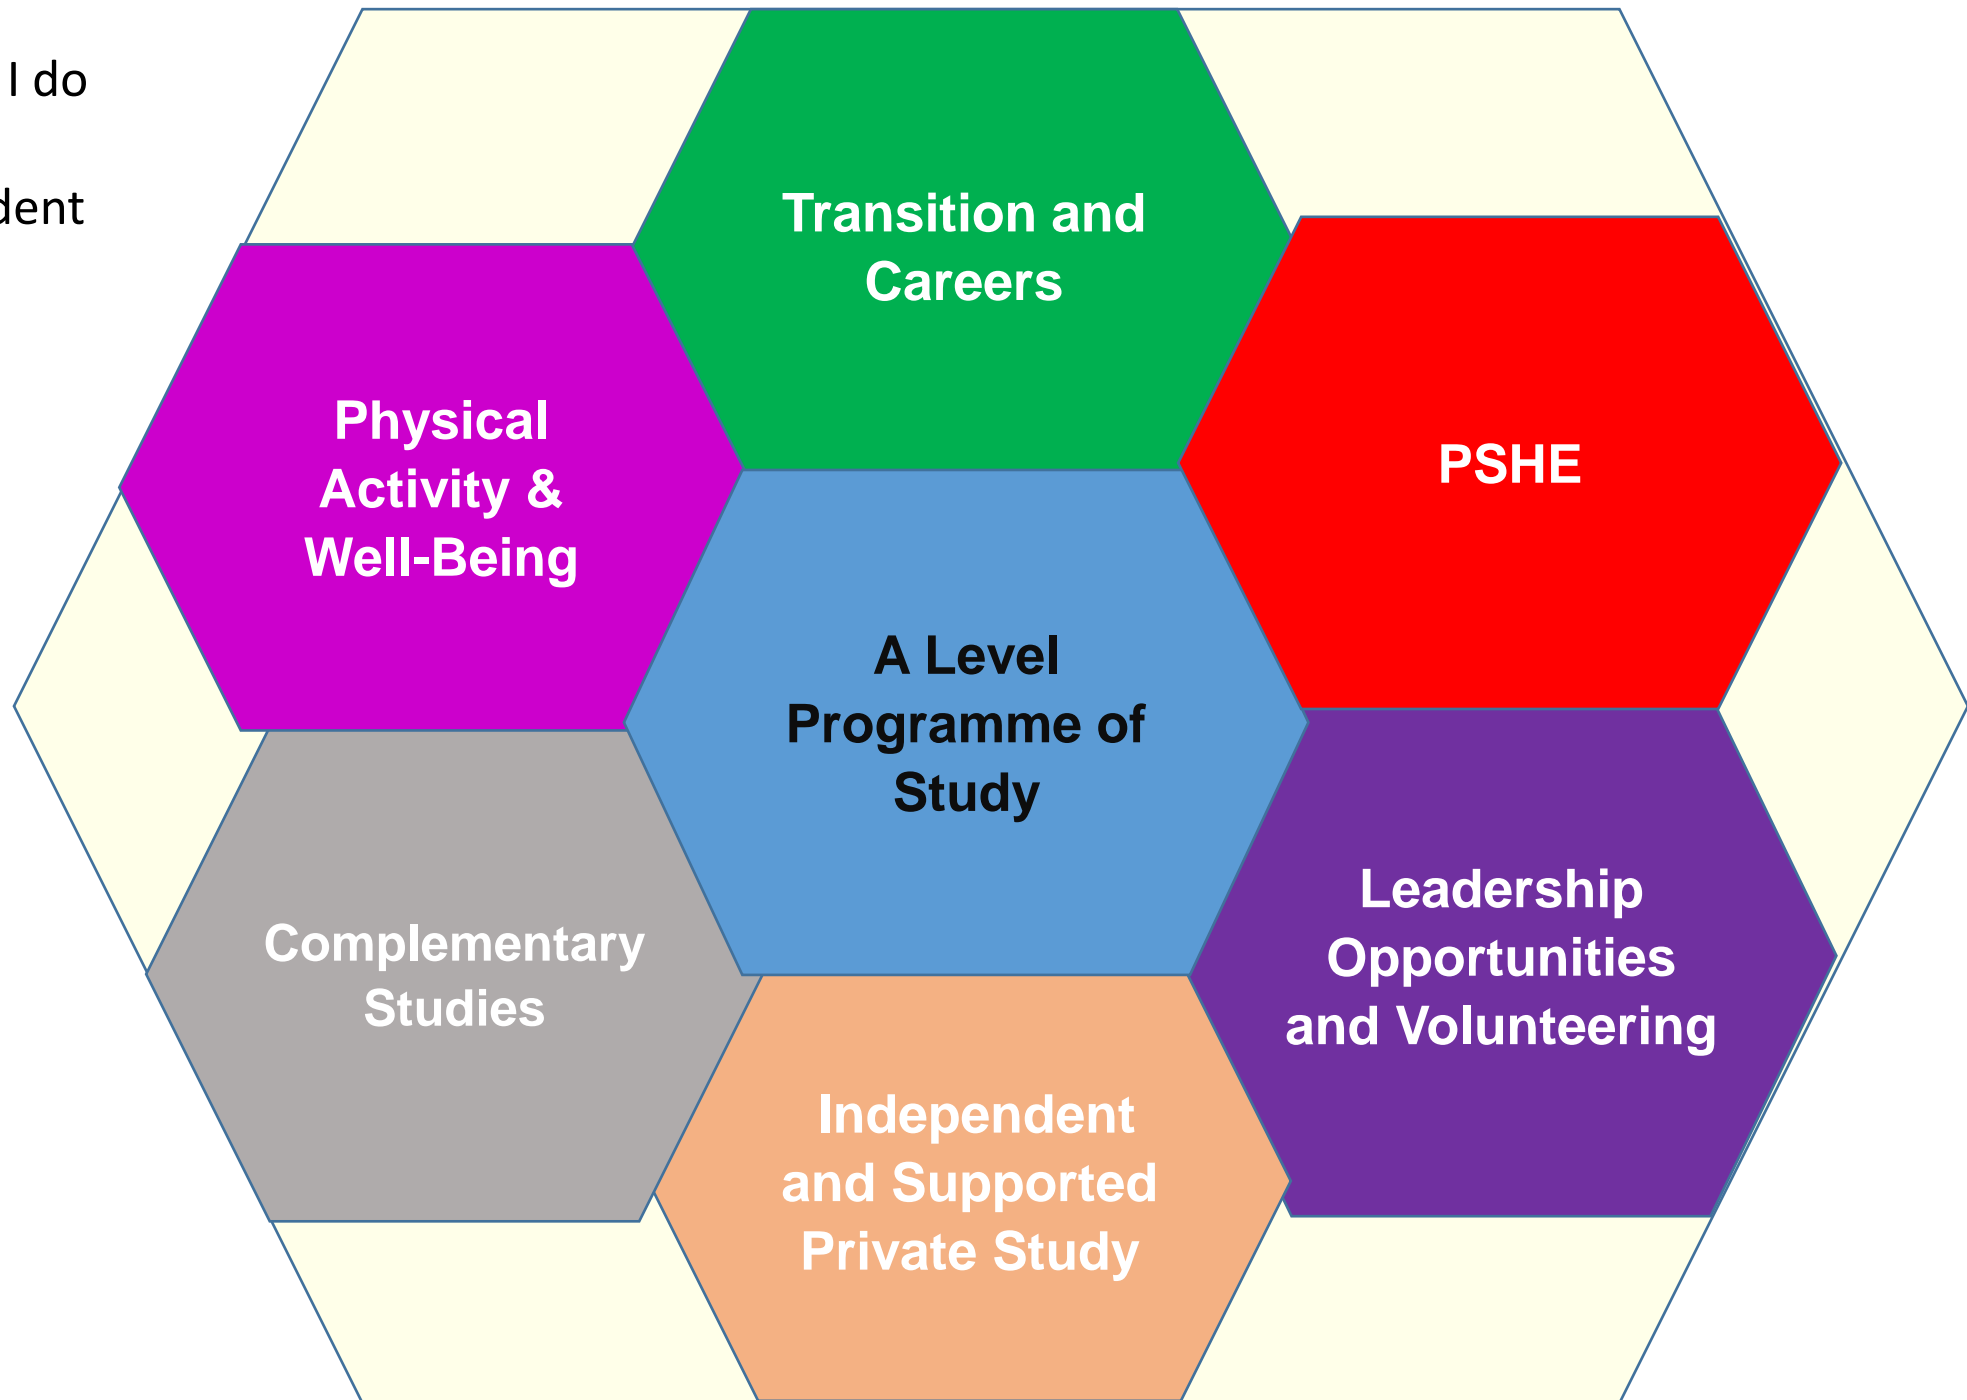 I do
dent
Transition and
Careers
Physical
Activity &
Well-Being
PSHE
A Level
Programme of
Study
Complementary
Studies
Leadership
Opportunities
and Volunteering
Independent
and Supported
Private Study